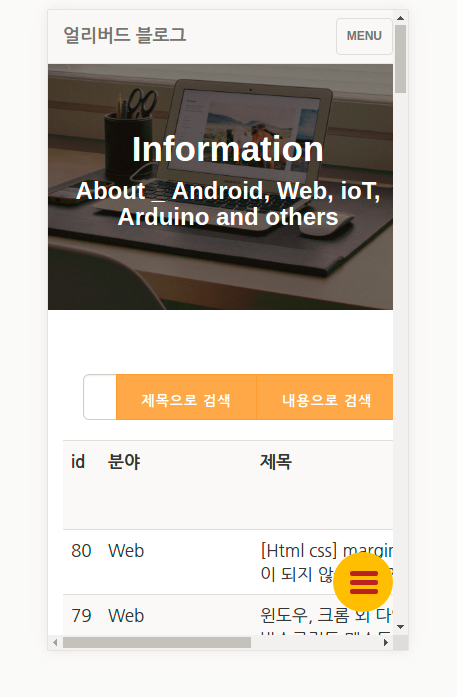 얼리버드 블로그
MENU
Information
About _ Android, Web, ioT,
Arduino and others
제목으로 검색
내용으로 검색
id 분야 제목
80 Web [Html css] margin
이 되지 않
79 Web 윈도우, 크롬 외 다